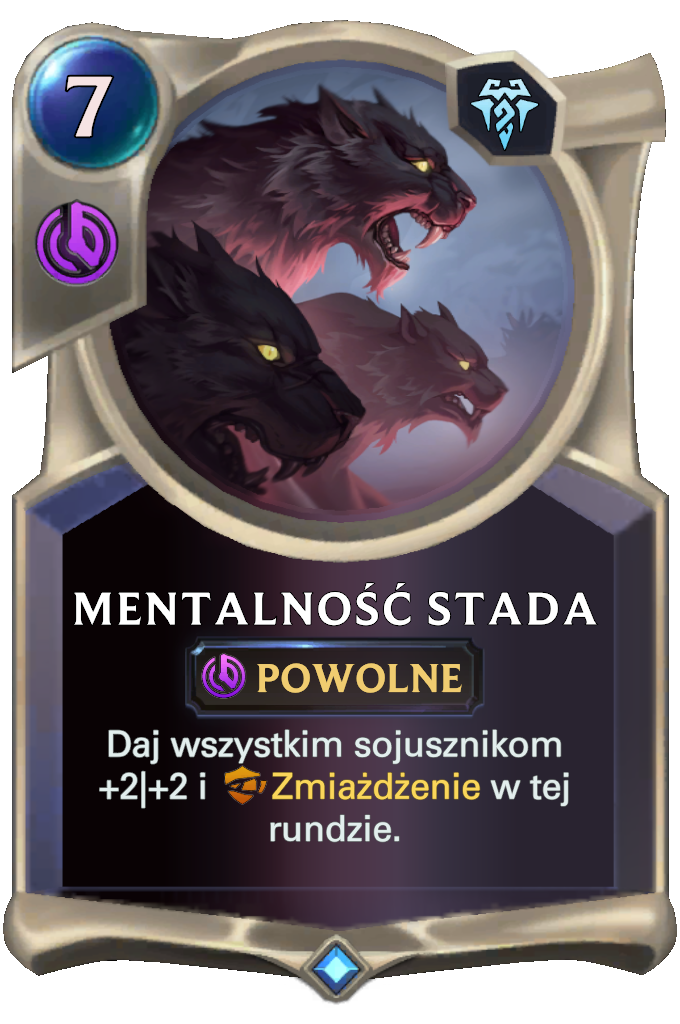 7
MENTALNOŚĆ STADA
POWOLNE
Daj wszystkim sojusznikom
+2|+2 i Zmiażdżenie w tej
rundzie.